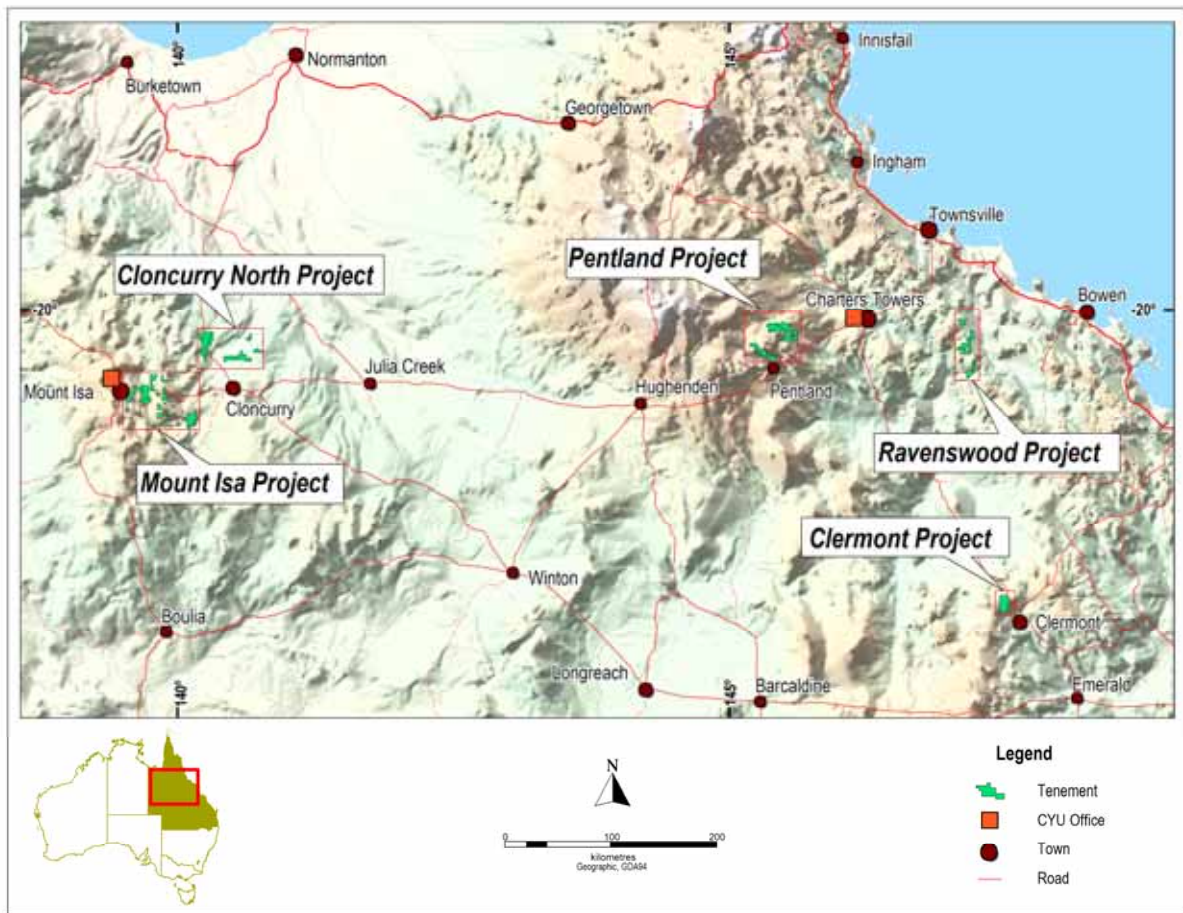 140°
145°
Innisfail
Normanton
Burketown
Georgetown
Ingham
Townsville
Cloncurry North Project
Pentland Project
Charters Towers
Bowen
-20°
-20°
Julia Creek
Mount Isa
Cloncurry
Hughenden
Pentland
Ravenswood Project
Mount Isa Project
Clermont Project
Winton
Boulia
Clermont
Longreach
Barcaldine
Emerald
140°
145°
N
0 100 200
kilometres
Geographic, GDA94
Legend
Tenement
CYU Office
Town
Road